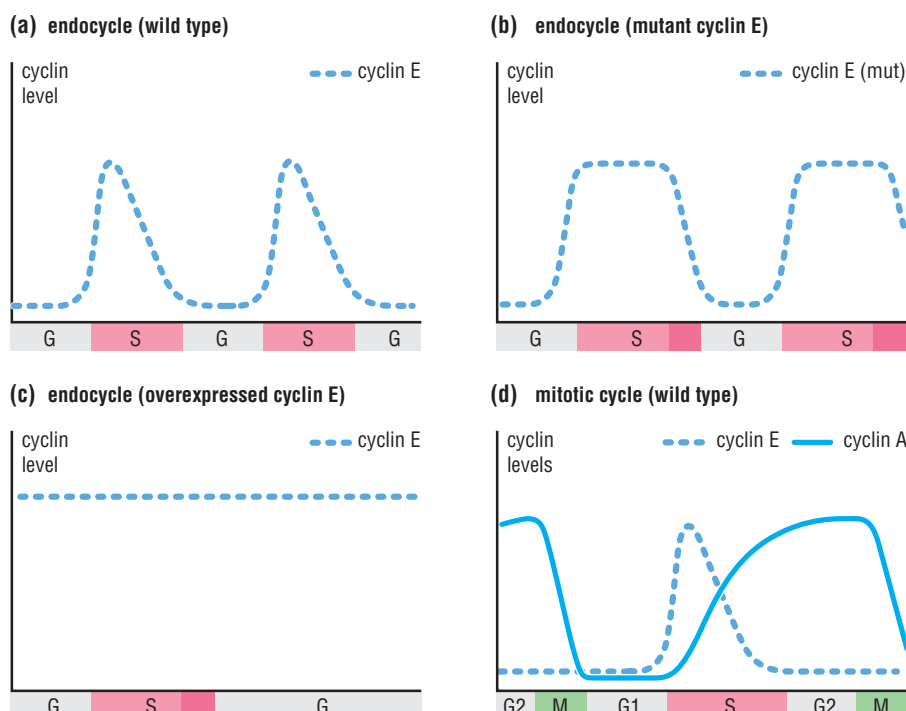 (a) endocycle (wild type)
cyclin
level
cyclin E
G S G S G
(b) endocycle (mutant cyclin E)
cyclin
level
cyclin E (mut)
G S G S
(c) endocycle (overexpressed cyclin E)
cyclin
level
cyclin E
G S G
(d) mitotic cycle (wild type)
cyclin
levels
cyclin E cyclin A
G2 M G1 S G2 M